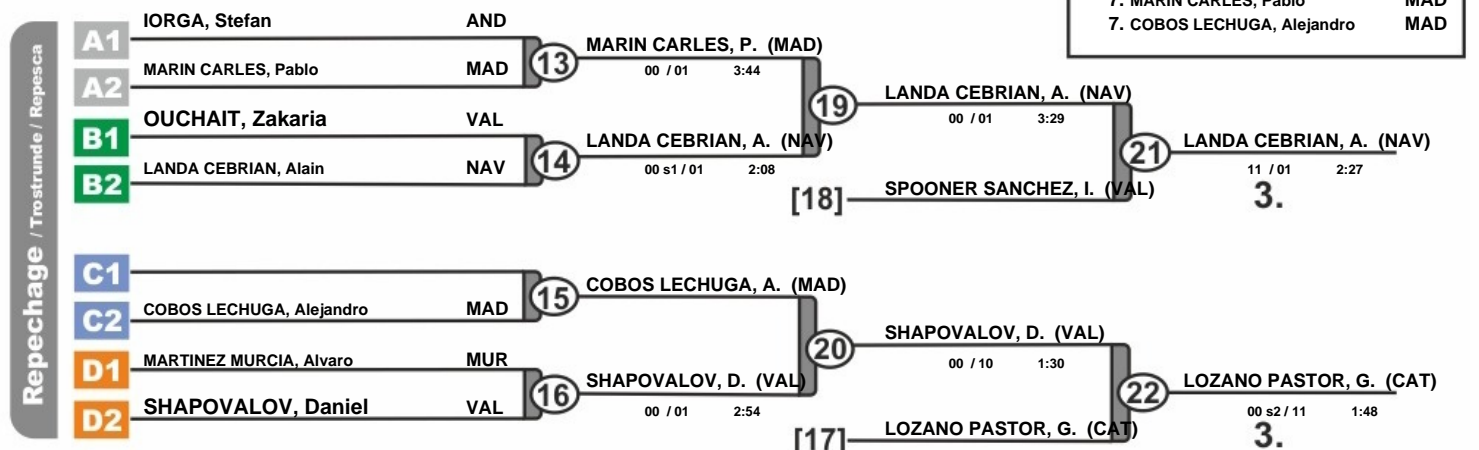 7. MARIN CARLES, Pablo MAD
7. COBOS LECHUGA, Alejandro MAD
Repechage / Trostrunde / Repesca
A1 IORGA, Stefan AND
A2 MARIN CARLES, Pablo MAD
13 MARIN CARLES, P. (MAD)
00 / 01 3:44
B1 OUCHAIT, Zakaria VAL
B2 LANDA CEBRIAN, Alain NAV
14 LANDA CEBRIAN, A. (NAV)
00 s1 / 01 2:08
19 LANDA CEBRIAN, A. (NAV)
00 / 01 3:29
[18] SPOONER SANCHEZ, I. (VAL)
21 LANDA CEBRIAN, A. (NAV)
11 / 01 2:27
3.
C1
C2 COBOS LECHUGA, Alejandro MAD
15 COBOS LECHUGA, A. (MAD)
D1 MARTINEZ MURCIA, Alvaro MUR
D2 SHAPOVALOV, Daniel VAL
16 SHAPOVALOV, D. (VAL)
00 / 01 2:54
20 SHAPOVALOV, D. (VAL)
00 / 10 1:30
[17] LOZANO PASTOR, G. (CAT)
22 LOZANO PASTOR, G. (CAT)
00 s2 / 11 1:48
3.